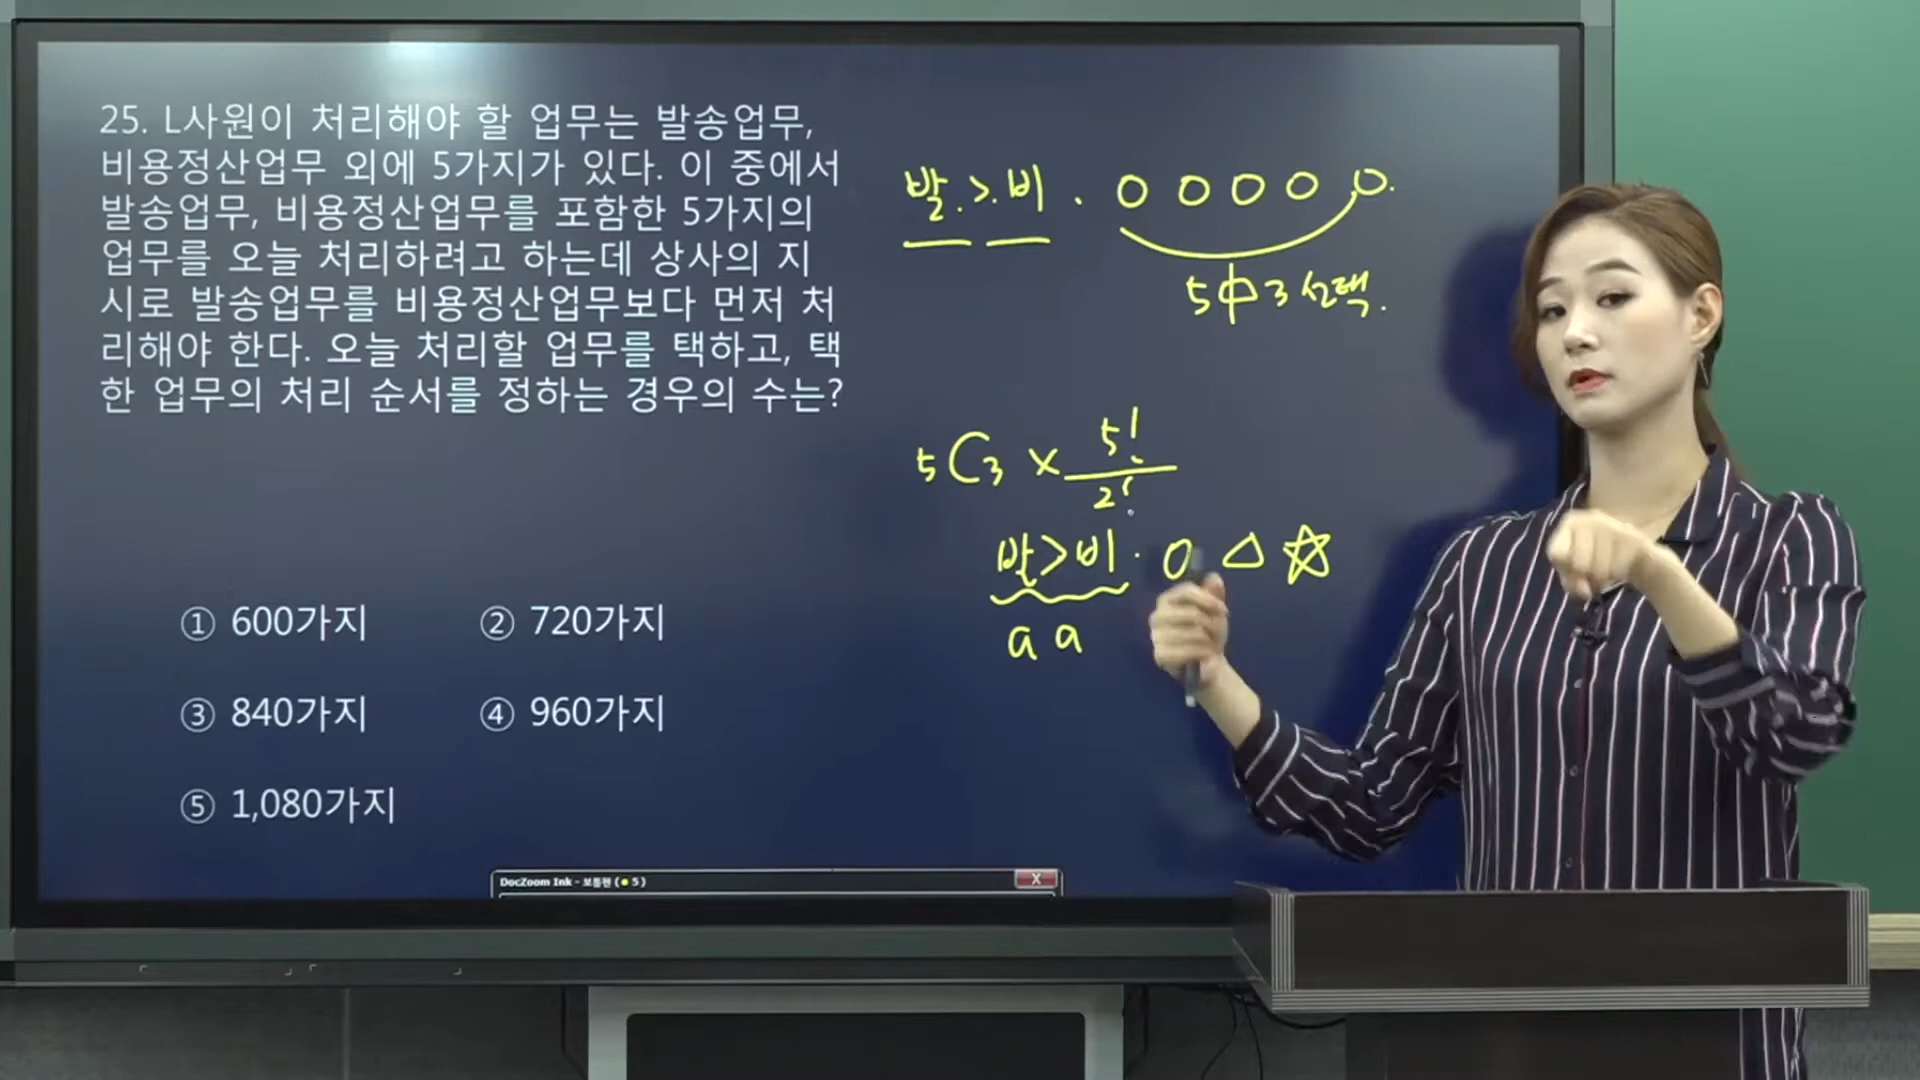 25. L사원이 처리해야 할 업무는 발송업무,
비용정산업무 외에 5가지가 있다. 이 중에서
발송업무, 비용정산업무를 포함한 5가지의
업무를 오늘 처리하려고 하는데 상사의 지
시로 발송업무를 비용정산업무보다 먼저 처
리해야 한다. 오늘 처리할 업무를 택하고, 택
한 업무의 처리 순서를 정하는 경우의 수는?
① 600가지 ② 720가지
③ 840가지 ④ 960가지
⑤ 1,080가지
발 > 비 . O O O O O.
5中3 선택.
5C3 × 5!/2!
발>비 · O △ ☆
a a
DocZoom Ink - 보통펜 (● 5) X